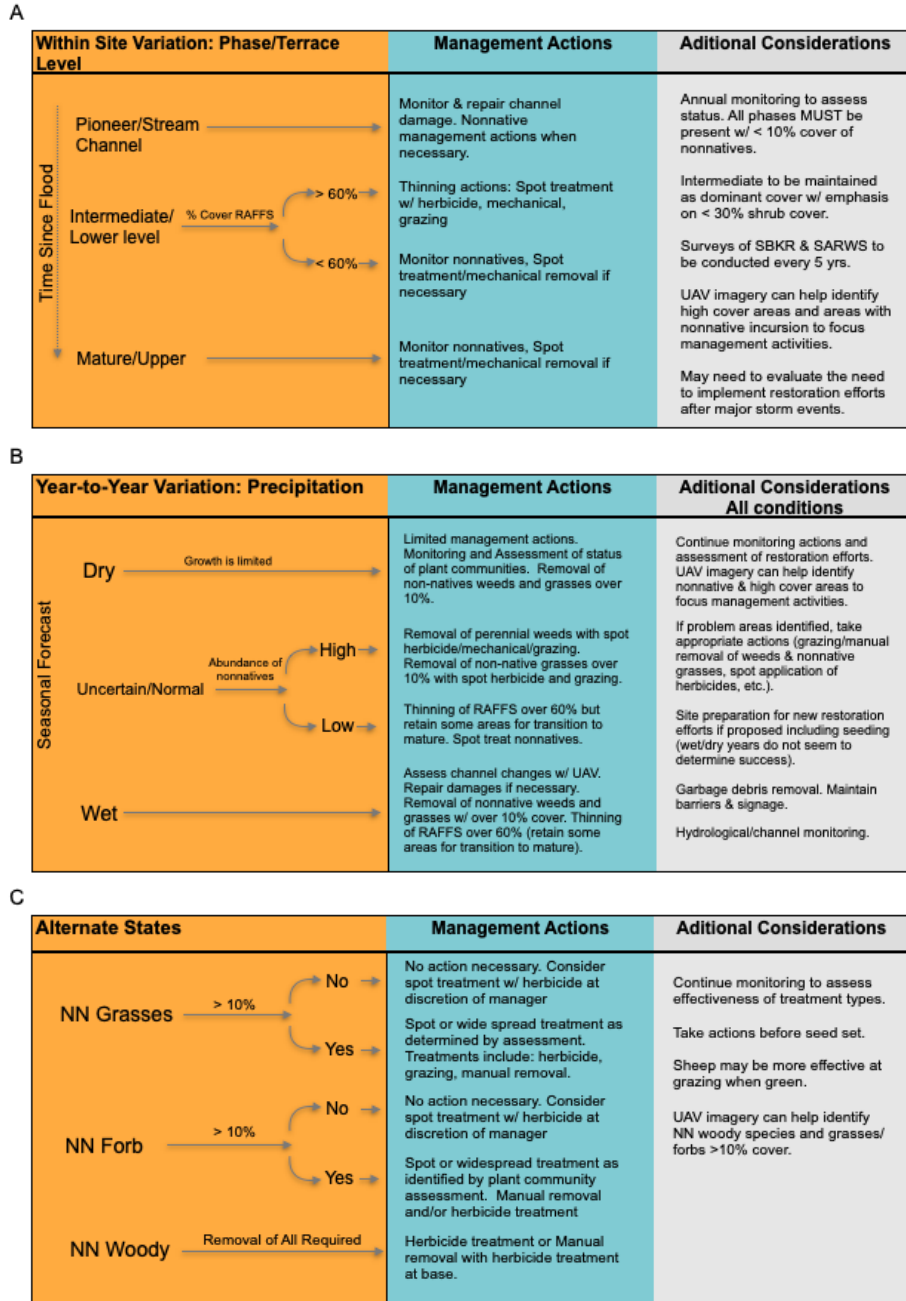 A
Within Site Variation: Phase/Terrace
Level
Management Actions
Aditional Considerations
Time Since Flood
Pioneer/Stream
Channel
Monitor & repair channel
damage. Nonnative
management actions when
necessary.
Intermediate/
Lower level
% Cover RAFFS
> 60%
Thinning actions: Spot treatment
w/ herbicide, mechanical,
grazing
< 60%
Monitor nonnatives, Spot
treatment/mechanical removal if
necessary
Mature/Upper
Monitor nonnatives, Spot
treatment/mechanical removal if
necessary
Annual monitoring to assess
status. All phases MUST be
present w/ < 10% cover of
nonnatives.
Intermediate to be maintained
as dominant cover w/ emphasis
on < 30% shrub cover.
Surveys of SBKR & SARWS to
be conducted every 5 yrs.
UAV imagery can help identify
high cover areas and areas with
nonnative incursion to focus
management activities.
May need to evaluate the need
to implement restoration efforts
after major storm events.
B
Year-to-Year Variation: Precipitation
Management Actions
Aditional Considerations
All conditions
Seasonal Forecast
Dry
Growth is limited
Limited management actions.
Monitoring and Assessment of status
of plant communities. Removal of
non-natives weeds and grasses over
10%.
Uncertain/Normal
Abundance of
nonnatives
High
Removal of perennial weeds with spot
herbicide/mechanical/grazing.
Removal of non-native grasses over
10% with spot herbicide and grazing.
Low
Thinning of RAFFS over 60% but
retain some areas for transition to
mature. Spot treat nonnatives.
Wet
Assess channel changes w/ UAV.
Repair damages if necessary.
Removal of nonnative weeds and
grasses w/ over 10% cover. Thinning
of RAFFS over 60% (retain some
areas for transition to mature).
Continue monitoring actions and
assessment of restoration efforts.
UAV imagery can help identify
nonnative & high cover areas to
focus management activities.
If problem areas identified, take
appropriate actions (grazing/manual
removal of weeds & nonnative
grasses, spot application of
herbicides, etc.).
Site preparation for new restoration
efforts if proposed including seeding
(wet/dry years do not seem to
determine success).
Garbage debris removal. Maintain
barriers & signage.
Hydrological/channel monitoring.
C
Alternate States
Management Actions
Aditional Considerations
NN Grasses
> 10%
No
No action necessary. Consider
spot treatment w/ herbicide at
discretion of manager
Yes
Spot or wide spread treatment as
determined by assessment.
Treatments include: herbicide,
grazing, manual removal.
NN Forb
> 10%
No
No action necessary. Consider
spot treatment w/ herbicide at
discretion of manager
Yes
Spot or widespread treatment as
identified by plant community
assessment. Manual removal
and/or herbicide treatment
NN Woody
Removal of All Required
Herbicide treatment or Manual
removal with herbicide treatment
at base.
Continue monitoring to assess
effectiveness of treatment types.
Take actions before seed set.
Sheep may be more effective at
grazing when green.
UAV imagery can help identify
NN woody species and grasses/
forbs >10% cover.